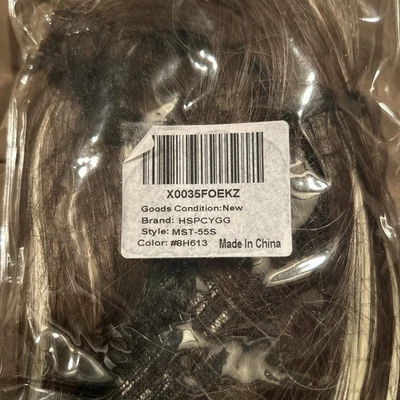 X0035FOEKZ
Goods Condition:New
Brand: HSPCYGG
Style: MST-55S
Color: #8H613 Made In China